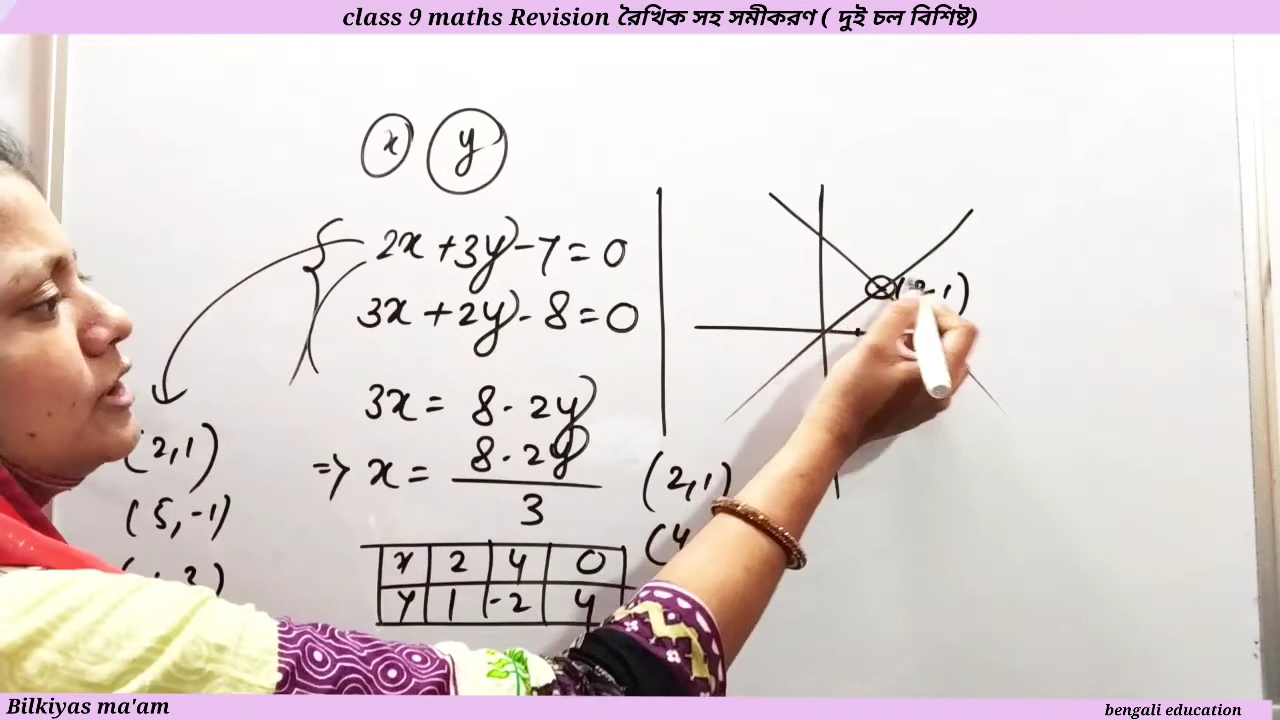 class 9 maths Revision রৈখিক সহ সমীকরণ ( দুই চল বিশিষ্ট)
x y
2x + 3y - 7 = 0
3x + 2y - 8 = 0
3x = 8 - 2y
=> x = 8 - 2y / 3
x 2 4 0
y 1 -2 4
(2,1)
(5,-1)
(2,1)
(4
Bilkiyas ma'am
bengali education